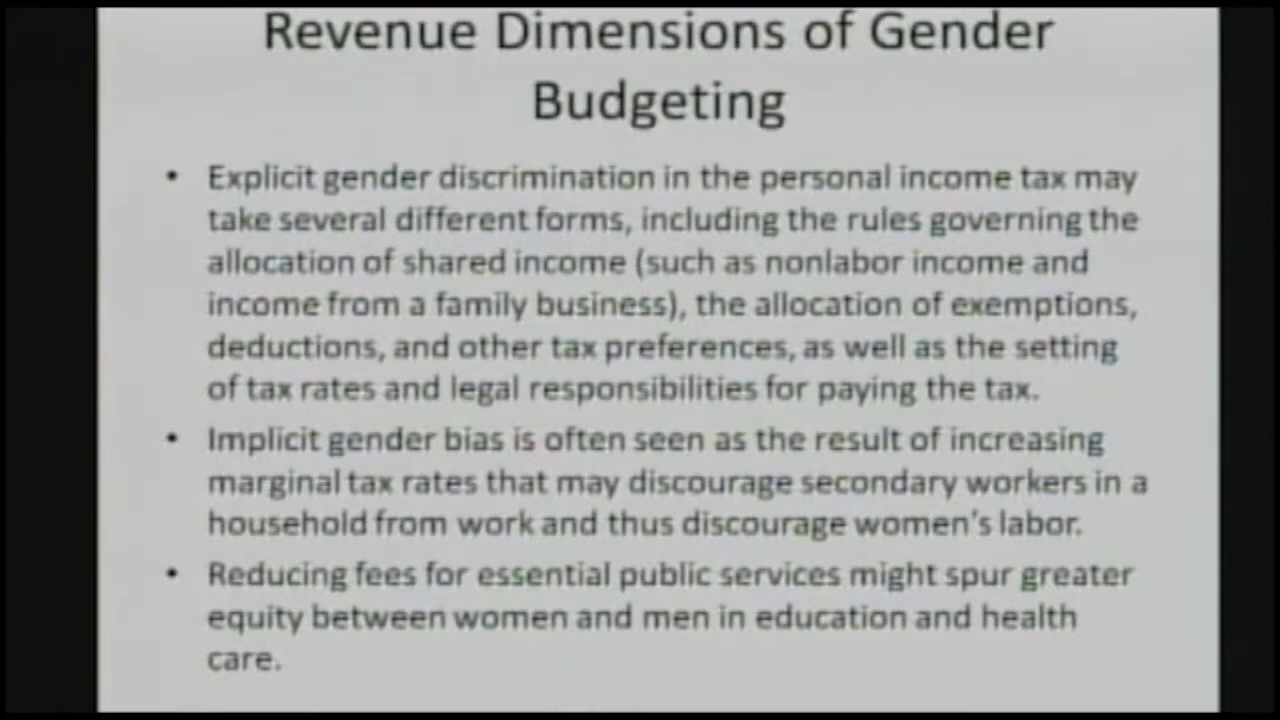 Revenue Dimensions of Gender
Budgeting
• Explicit gender discrimination in the personal income tax may
take several different forms, including the rules governing the
allocation of shared income (such as nonlabor income and
income from a family business), the allocation of exemptions,
deductions, and other tax preferences, as well as the setting
of tax rates and legal responsibilities for paying the tax.
• Implicit gender bias is often seen as the result of increasing
marginal tax rates that may discourage secondary workers in a
household from work and thus discourage women's labor.
• Reducing fees for essential public services might spur greater
equity between women and men in education and health
care.